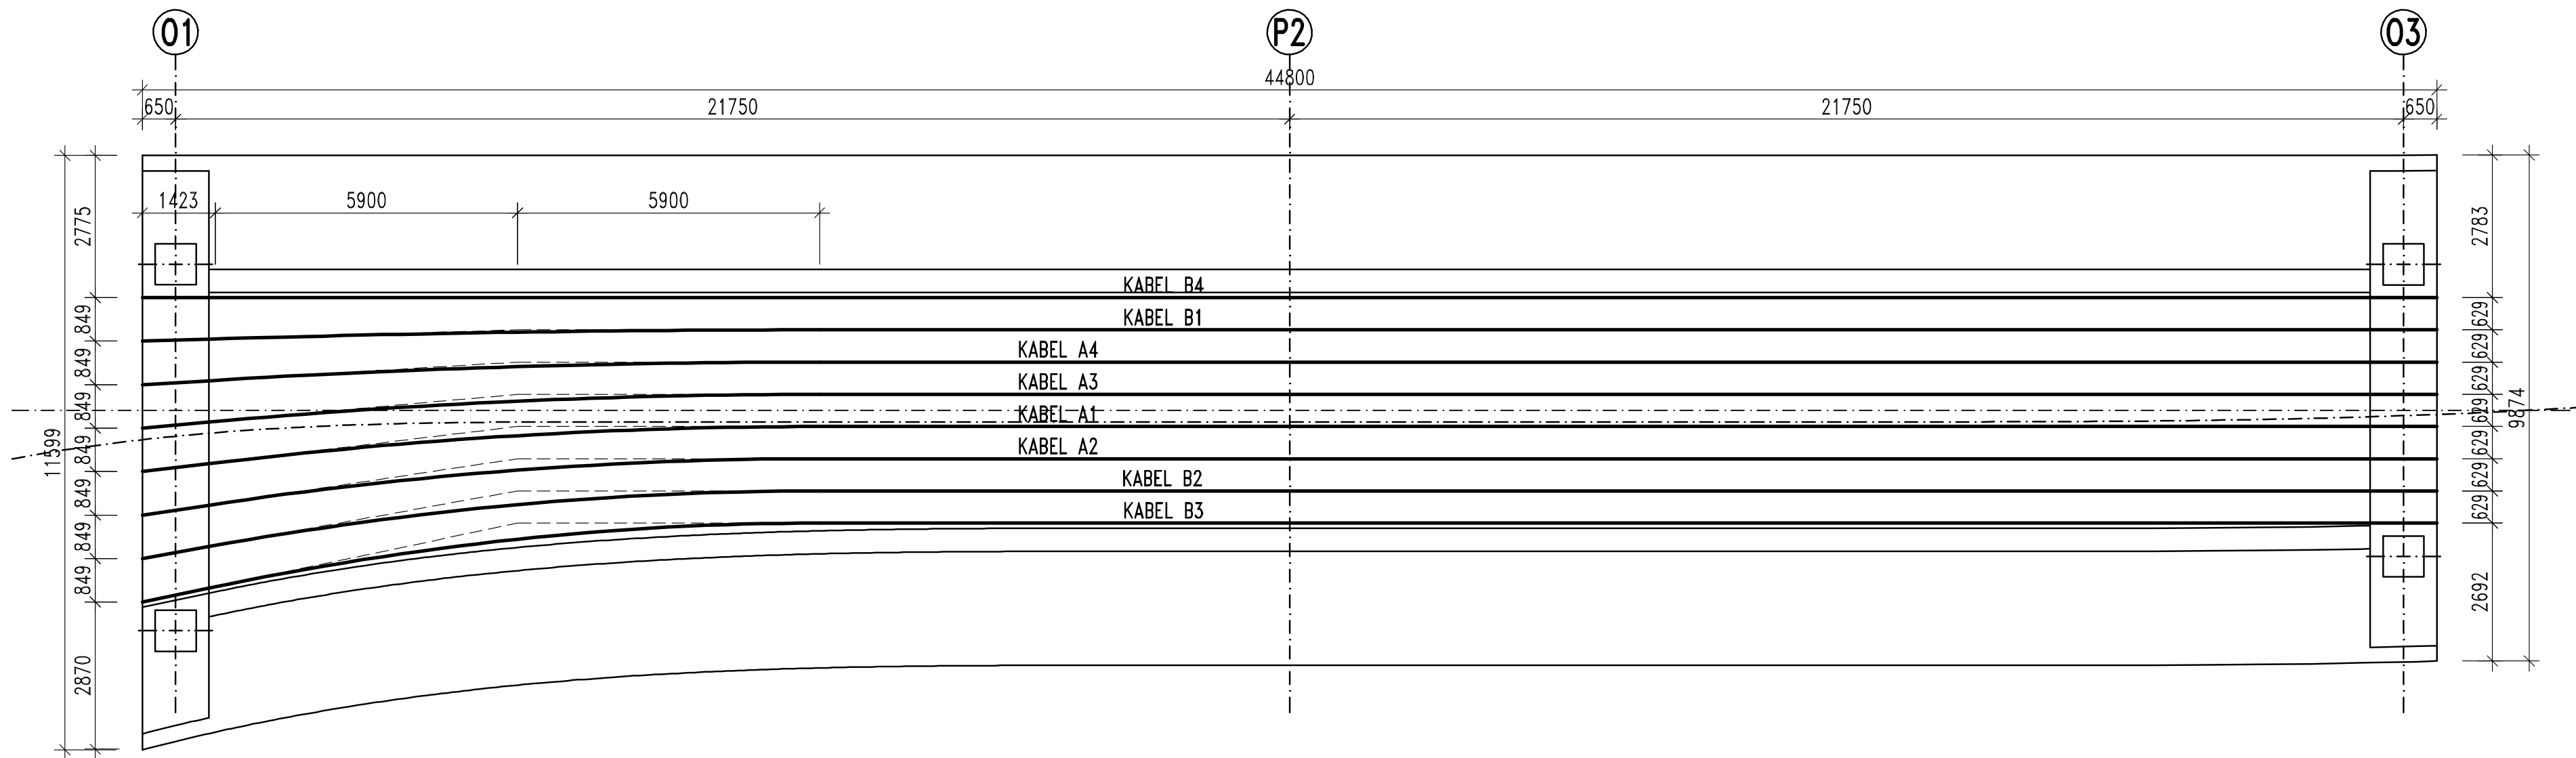 01 P2 03
44800
650 21750 21750 650
1423 5900 5900
2775
849
849
849
849
849
849
849
2870
11599
KABEL B4
KABEL B1
KABEL A4
KABEL A3
KABEL A1
KABEL A2
KABEL B2
KABEL B3
2783
629
629
629
629
629
629
629
2692
9874